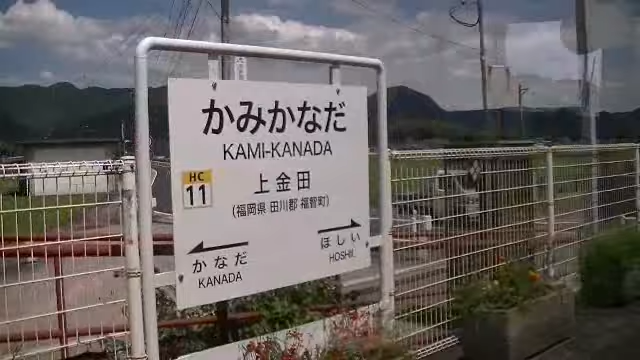 かみかなだ
KAMI-KANADA
HC
11
上金田
(福岡県 田川郡 福智町)
かなだ
KANADA
ほしい
HOSHII